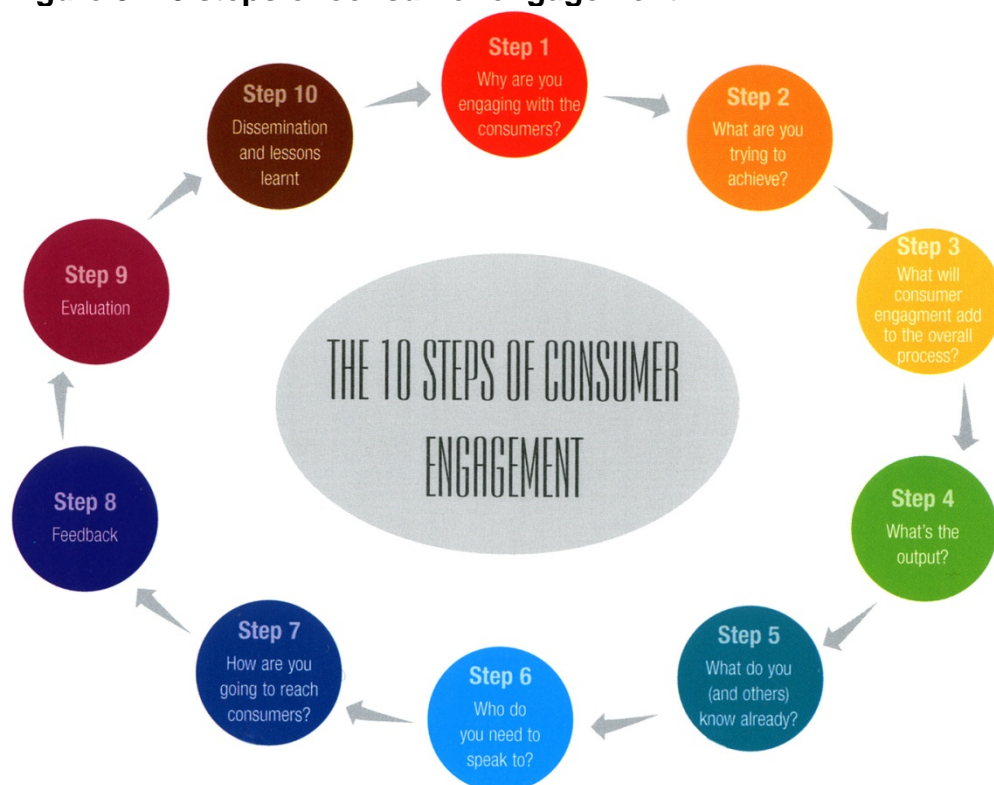 Step 1
Why are you
engaging with the
consumers?
Step 2
What are you
trying to
achieve?
Step 3
What will
consumer
engagment add
to the overall
process?
Step 4
What's the
output?
Step 5
What do you
(and others)
know already?
Step 6
Who do
you need to
speak to?
Step 7
How are you
going to reach
consumers?
Step 8
Feedback
Step 9
Evaluation
Step 10
Dissemination
and lessons
learnt
THE 10 STEPS OF CONSUMER
ENGAGEMENT